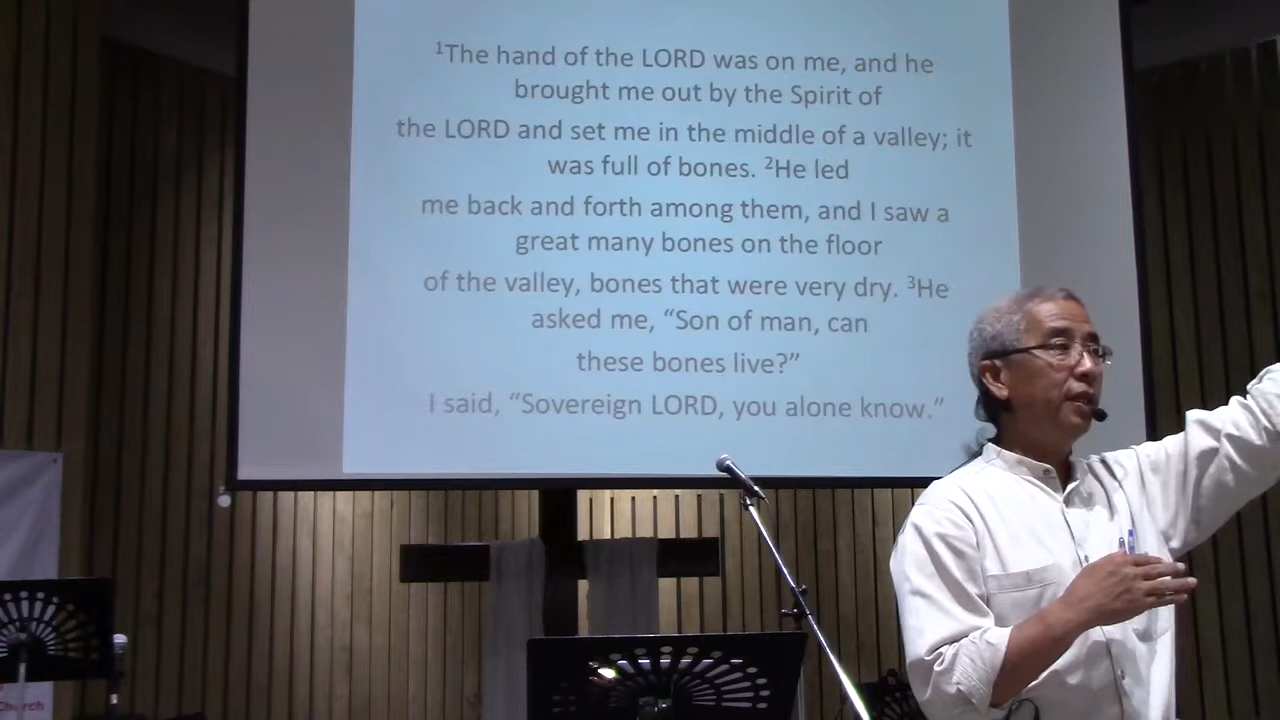 ¹The hand of the LORD was on me, and he
brought me out by the Spirit of
the LORD and set me in the middle of a valley; it
was full of bones. ²He led
me back and forth among them, and I saw a
great many bones on the floor
of the valley, bones that were very dry. ³He
asked me, “Son of man, can
these bones live?”
I said, “Sovereign LORD, you alone know.”
Church